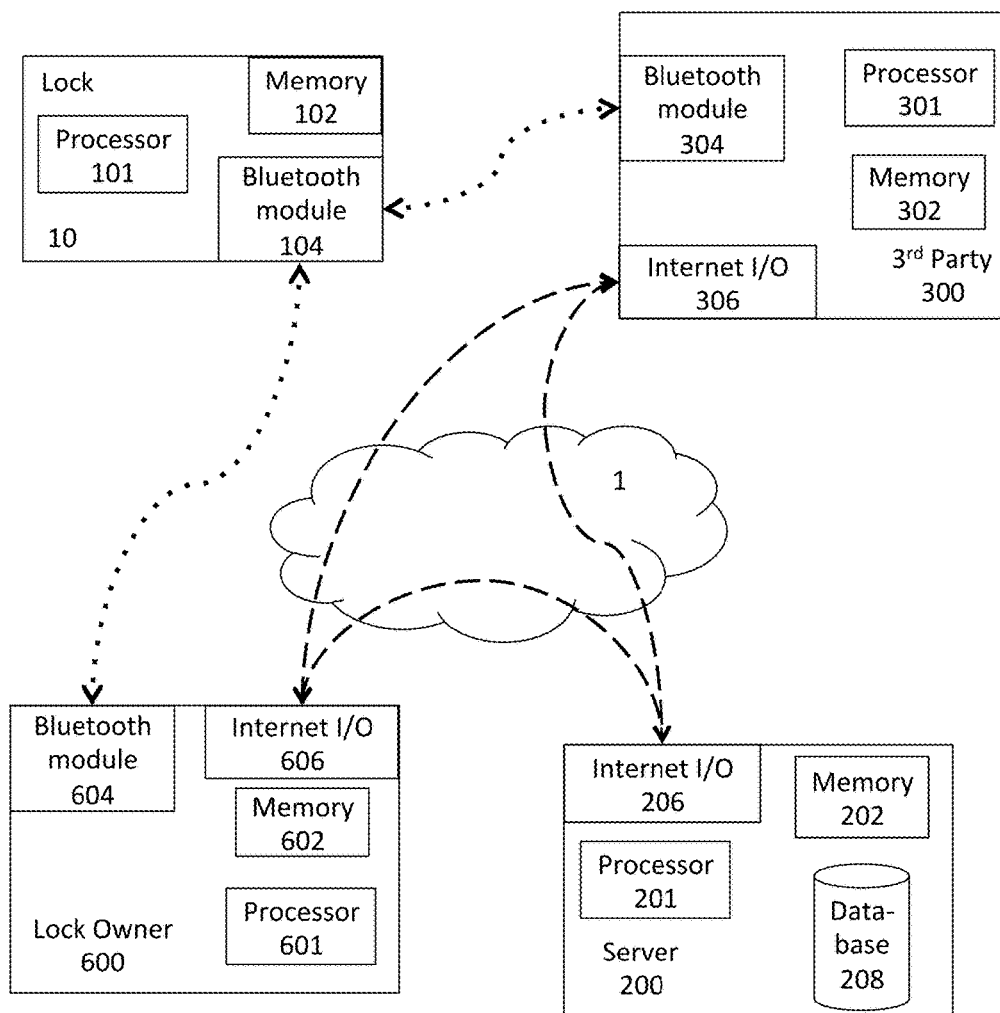 Lock
Memory
102
Processor
101
Bluetooth
module
104
10
Bluetooth
module
304
Processor
301
Memory
302
Internet I/O
306
3rd Party
300
1
Bluetooth
module
604
Internet I/O
606
Memory
602
Processor
601
Lock Owner
600
Internet I/O
206
Memory
202
Processor
201
Server
200
Data-
base
208